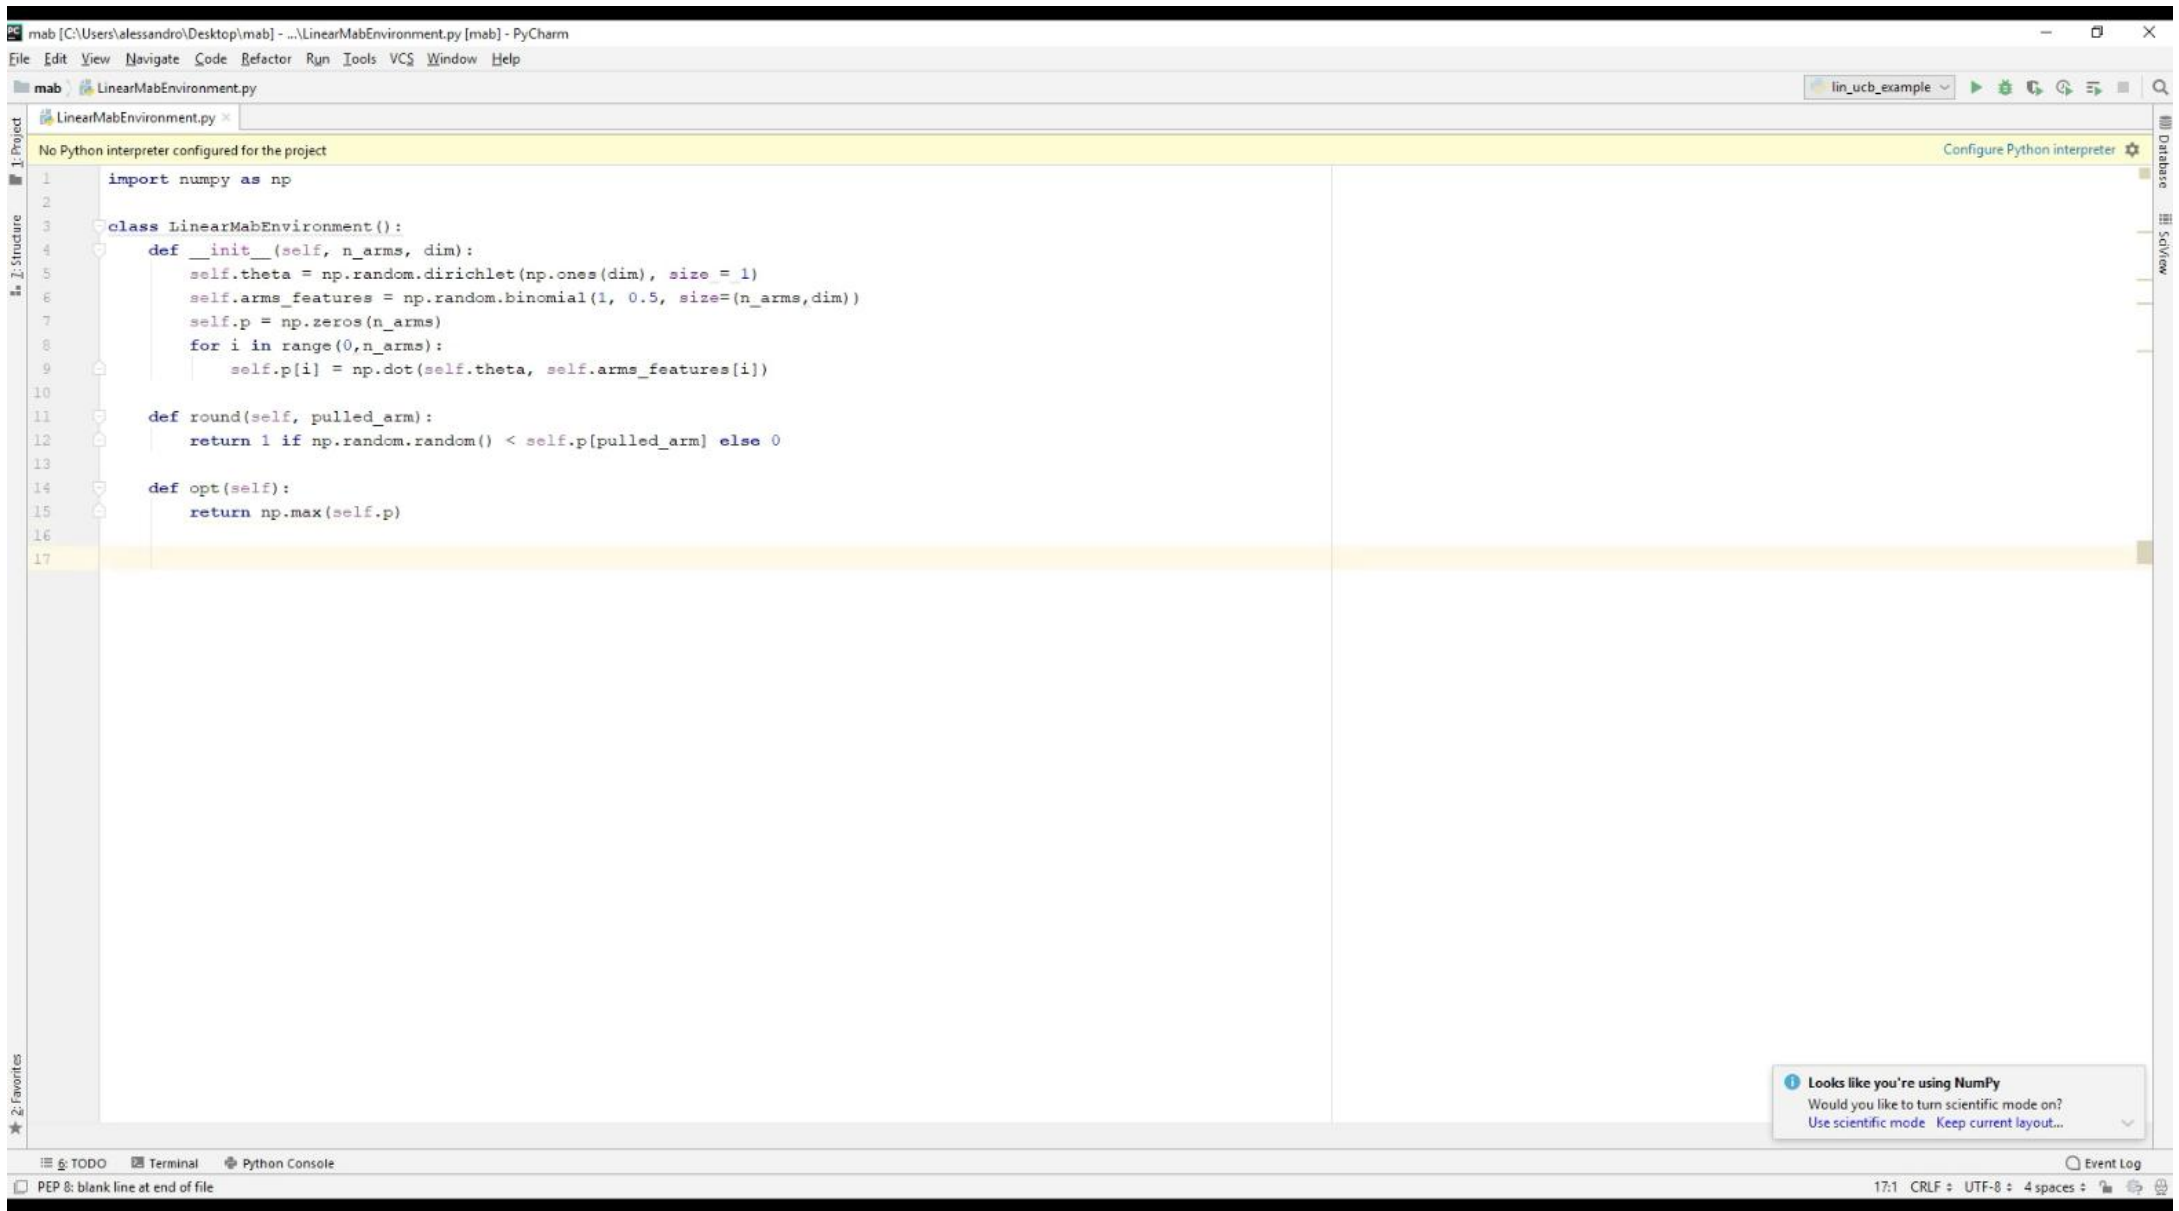 PC mab [C:\Users\alessandro\Desktop\mab] - ...\LinearMabEnvironment.py [mab] - PyCharm
File Edit View Navigate Code Refactor Run Tools VCS Window Help
mab LinearMabEnvironment.py lin_ucb_example
LinearMabEnvironment.py
No Python interpreter configured for the project Configure Python interpreter
1: Project
7: Structure
2: Favorites
Database
SciView
1 import numpy as np
2
3 class LinearMabEnvironment():
4     def __init__(self, n_arms, dim):
5         self.theta = np.random.dirichlet(np.ones(dim), size = 1)
6         self.arms_features = np.random.binomial(1, 0.5, size=(n_arms,dim))
7         self.p = np.zeros(n_arms)
8         for i in range(0,n_arms):
9             self.p[i] = np.dot(self.theta, self.arms_features[i])
10
11     def round(self, pulled_arm):
12         return 1 if np.random.random() < self.p[pulled_arm] else 0
13
14     def opt(self):
15         return np.max(self.p)
16
17
Looks like you're using NumPy
Would you like to turn scientific mode on?
Use scientific mode Keep current layout...
6: TODO Terminal Python Console Event Log
PEP 8: blank line at end of file 17:1 CRLF UTF-8 4 spaces